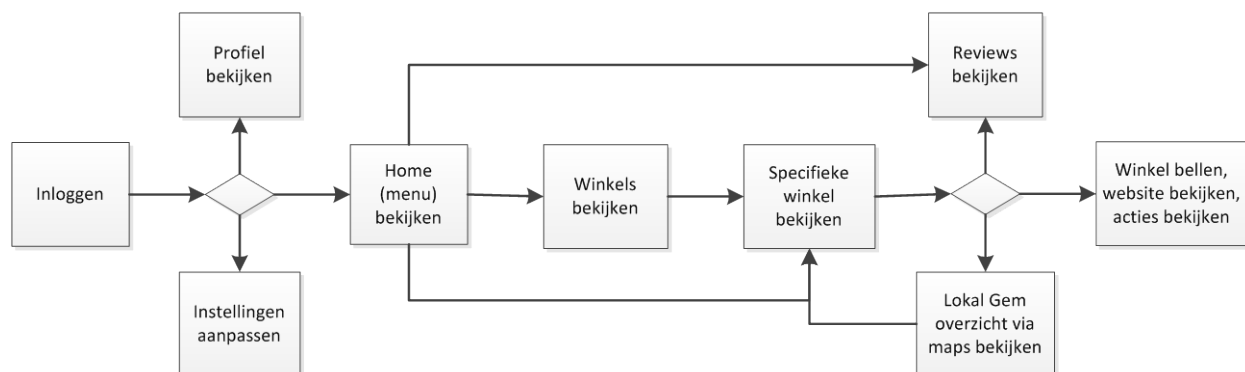 Profiel
bekijken
Reviews
bekijken
Inloggen
Home
(menu)
bekijken
Winkels
bekijken
Specifieke
winkel
bekijken
Winkel bellen,
website bekijken,
acties bekijken
Instellingen
aanpassen
Lokal Gem
overzicht via
maps bekijken